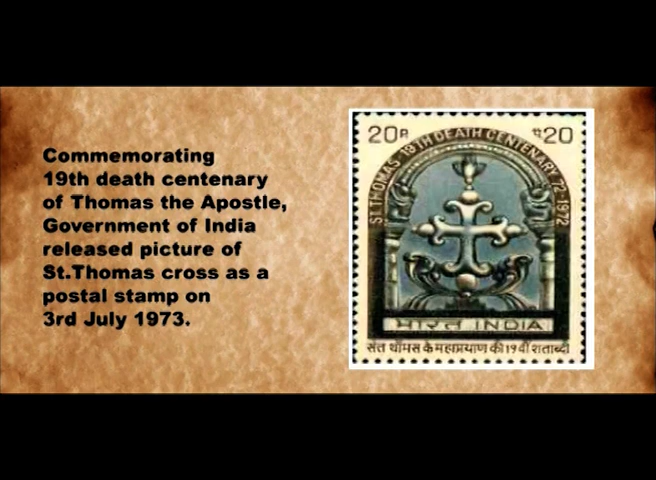 Commemorating
19th death centenary
of Thomas the Apostle,
Government of India
released picture of
St.Thomas cross as a
postal stamp on
3rd July 1973.
20P
प20
ST THOMAS 19TH DEATH CENTENARY 72-1972
भारत INDIA
संत थॉमस के महाप्रयाण की 19 वीं शताब्दी